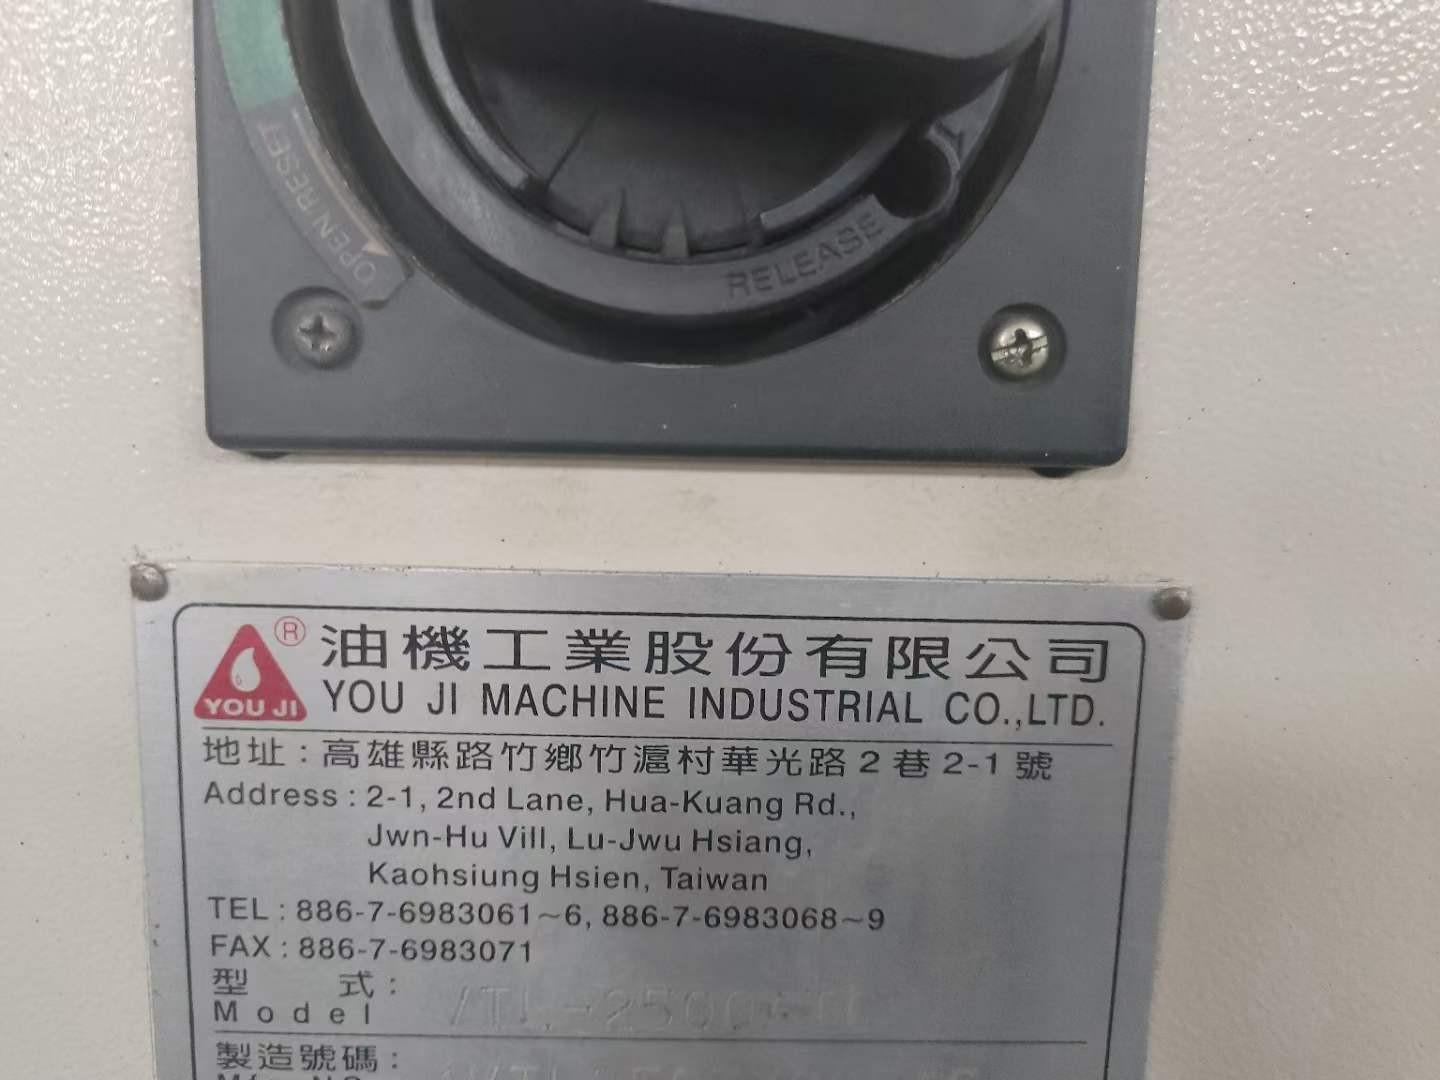 OPEN RESET
RELEASE
YOU JI
®
油機工業股份有限公司
YOU JI MACHINE INDUSTRIAL CO.,LTD.
地址：高雄縣路竹鄉竹滬村華光路2巷2-1號
Address : 2-1, 2nd Lane, Hua-Kuang Rd.,
Jwn-Hu Vill, Lu-Jwu Hsiang,
Kaohsiung Hsien, Taiwan
TEL : 886-7-6983061~6, 886-7-6983068~9
FAX : 886-7-6983071
型 式：
Model
製造號碼：